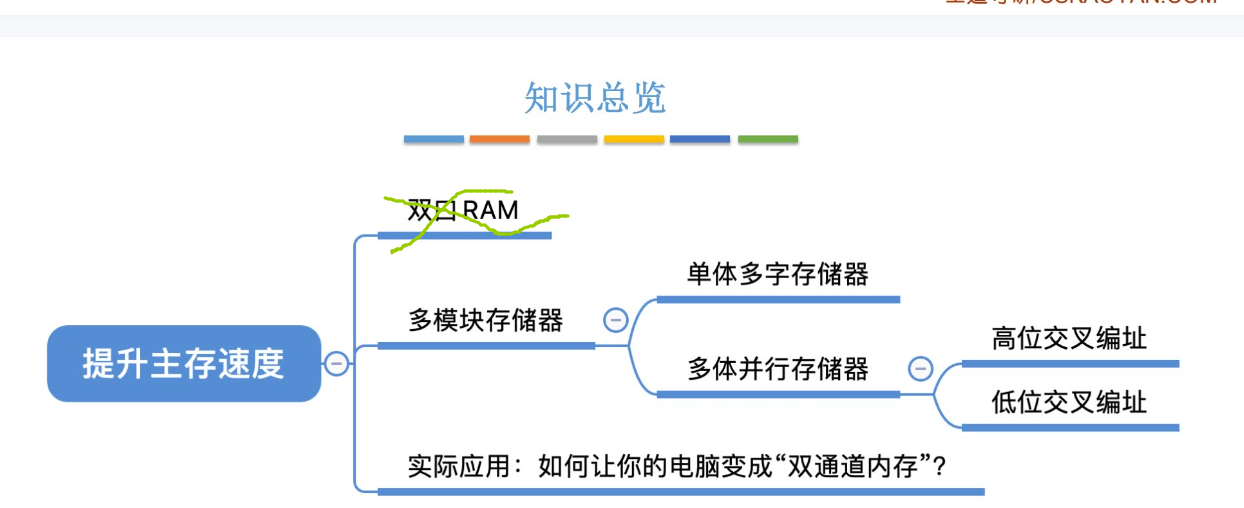 知识总览
双口RAM
单体多字存储器
多模块存储器
高位交叉编址
提升主存速度
多体并行存储器
低位交叉编址
实际应用：如何让你的电脑变成“双通道内存”？